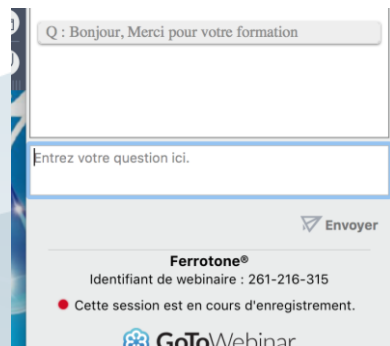 Q : Bonjour, Merci pour votre formation
Entrez votre question ici.
Envoyer
Ferrotone®
Identifiant de webinaire : 261-216-315
Cette session est en cours d'enregistrement.
GoToWebinar